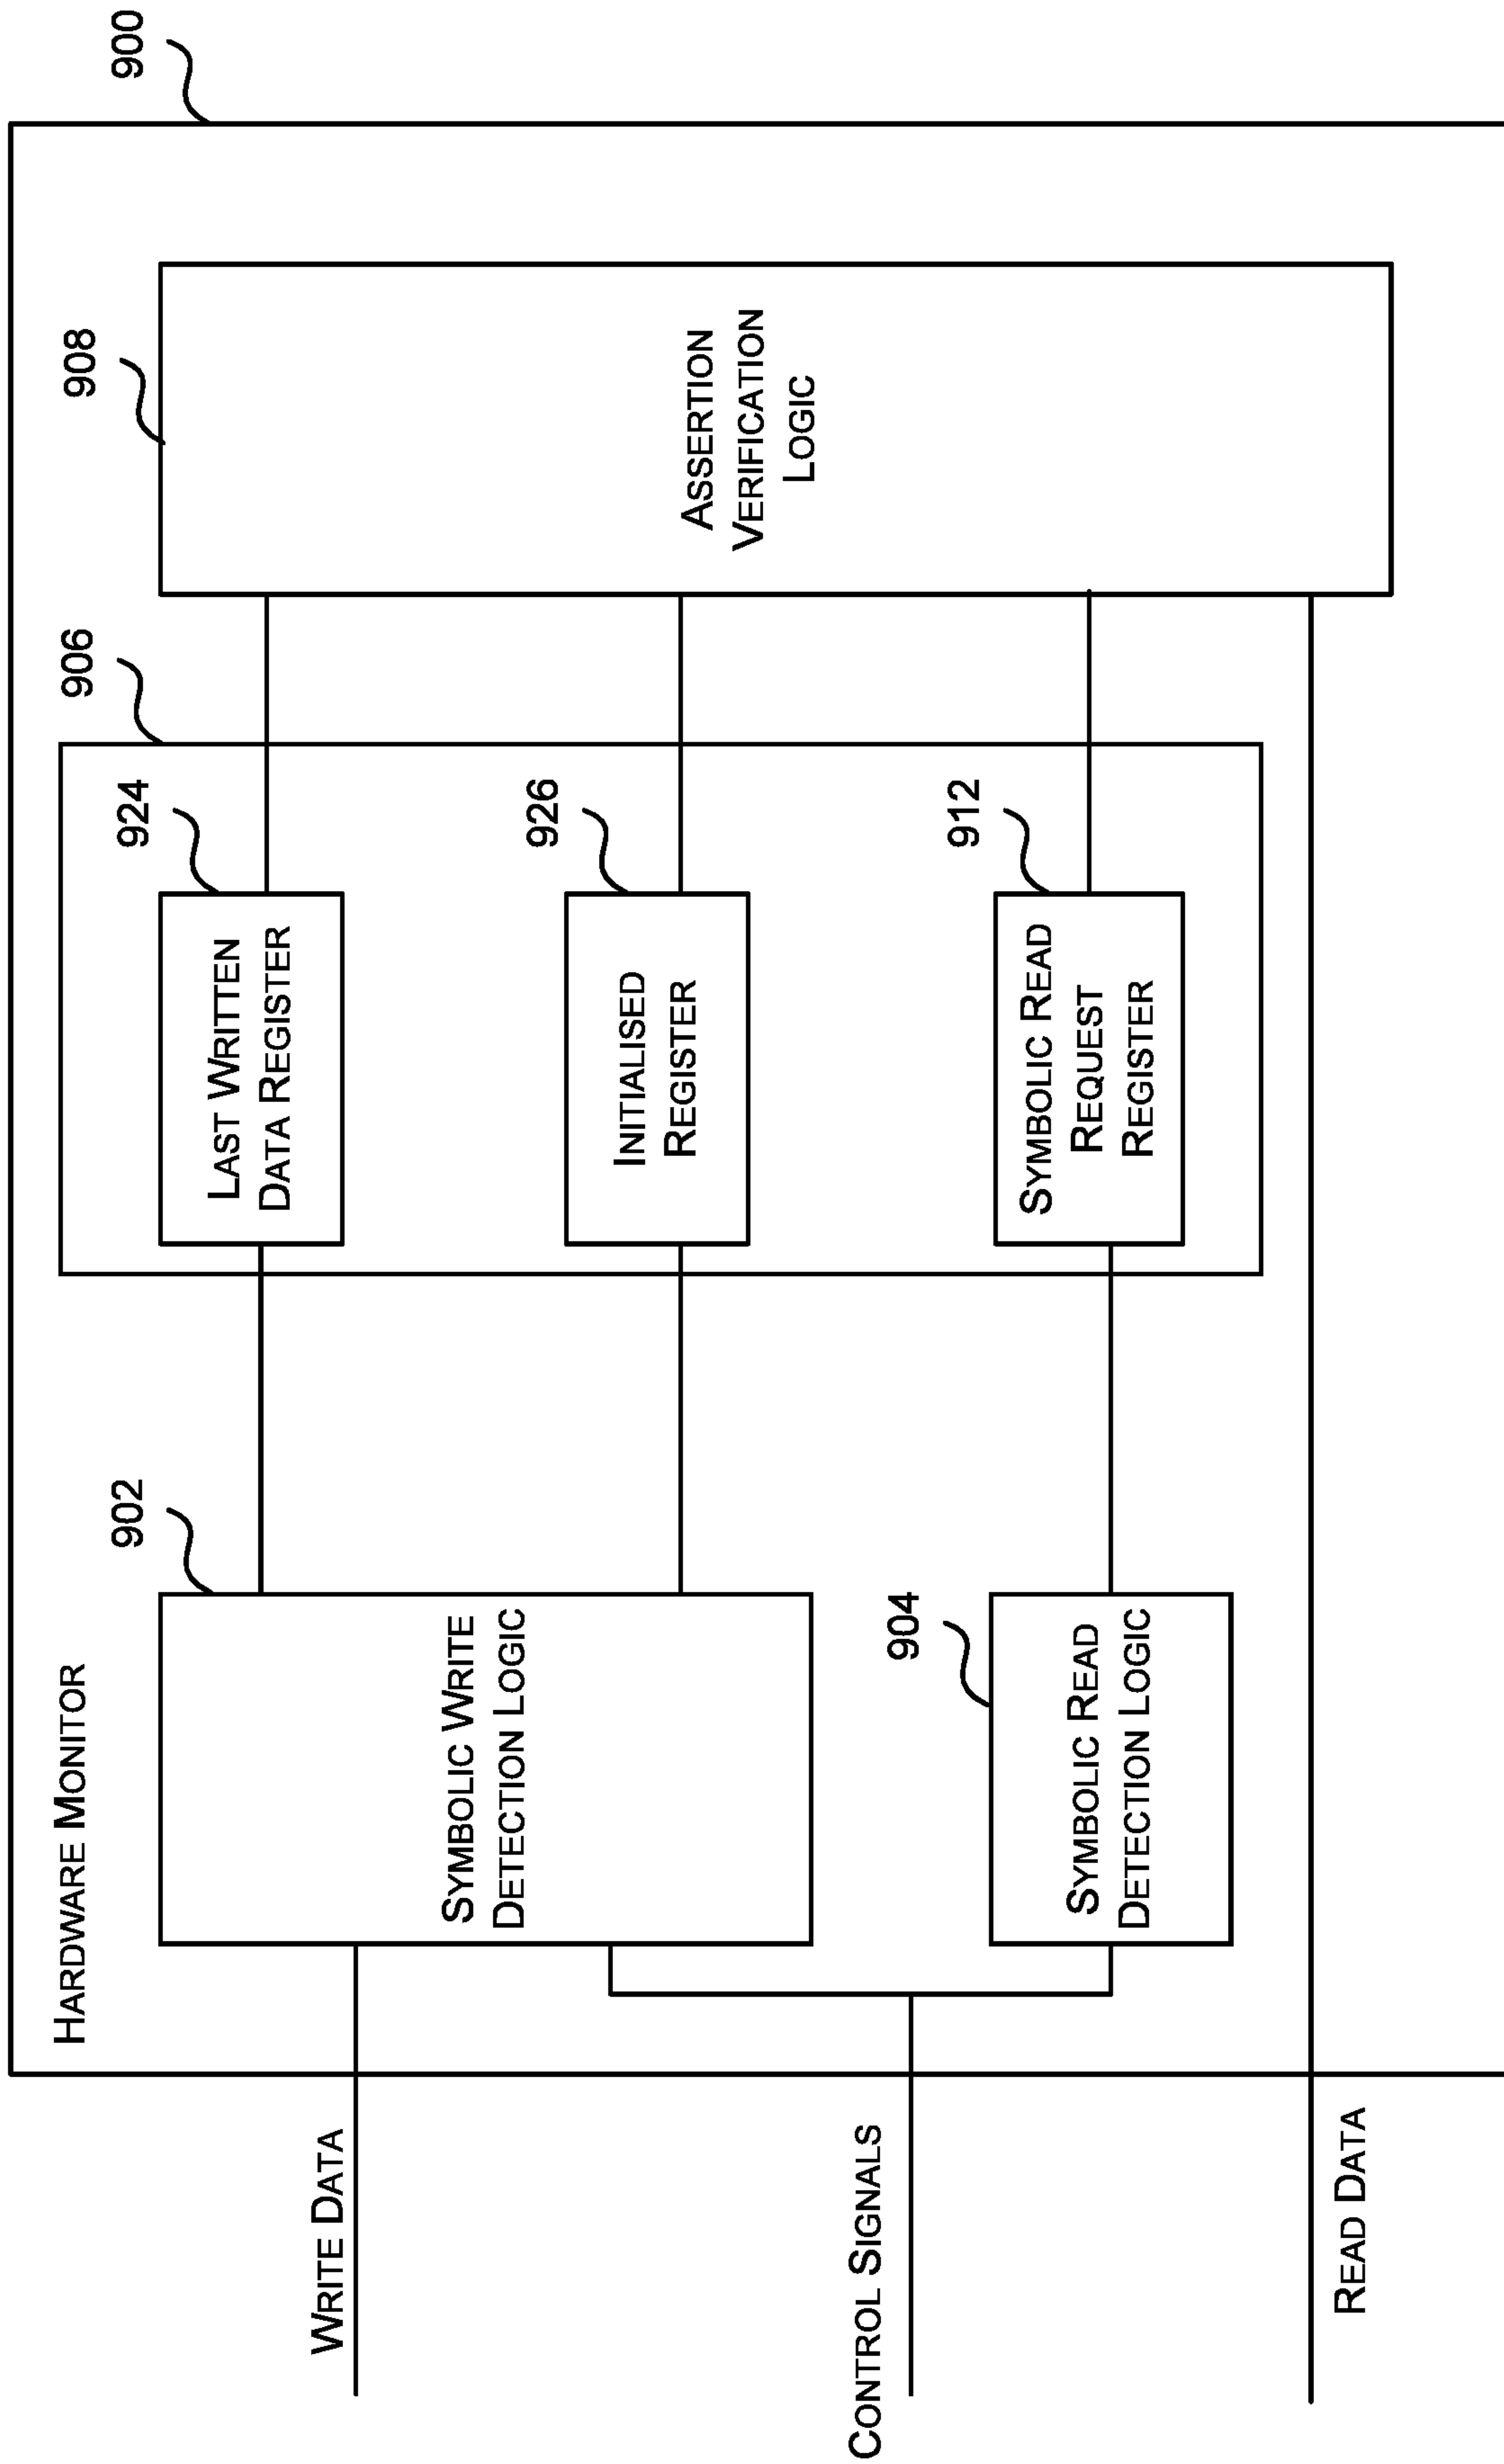 900
HARDWARE MONITOR
902
906
908
924
LAST WRITTEN
DATA REGISTER
SYMBOLIC WRITE
DETECTION LOGIC
WRITE DATA
926
INITIALISED
REGISTER
ASSERTION
VERIFICATION
LOGIC
904
912
CONTROL SIGNALS
SYMBOLIC READ
DETECTION LOGIC
SYMBOLIC READ
REQUEST
REGISTER
READ DATA